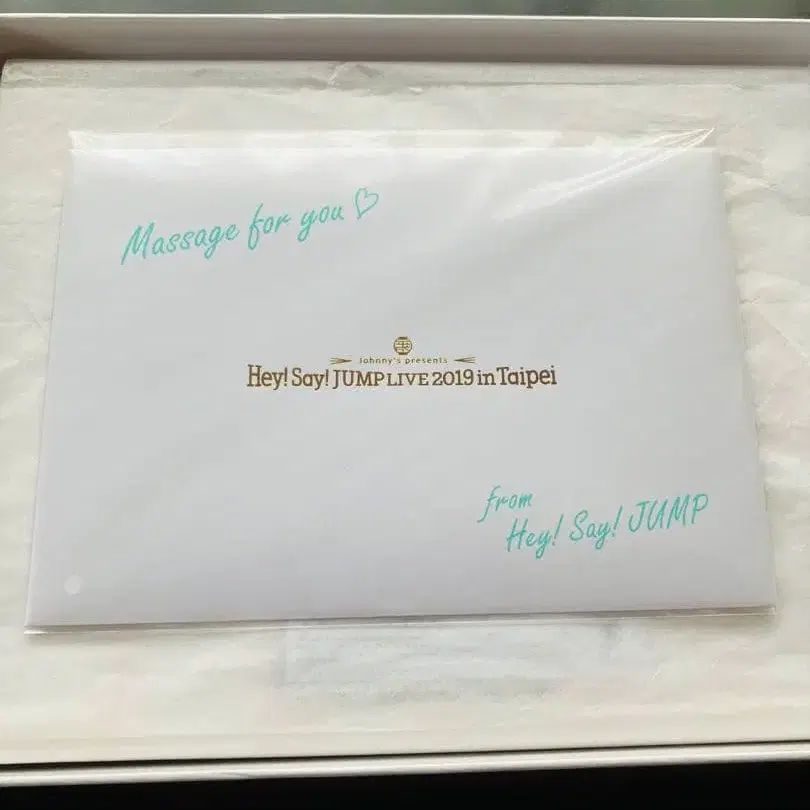 Massage for you ♡
Johnny's presents
Hey! Say! JUMP LIVE 2019 in Taipei
from
Hey! Say! JUMP